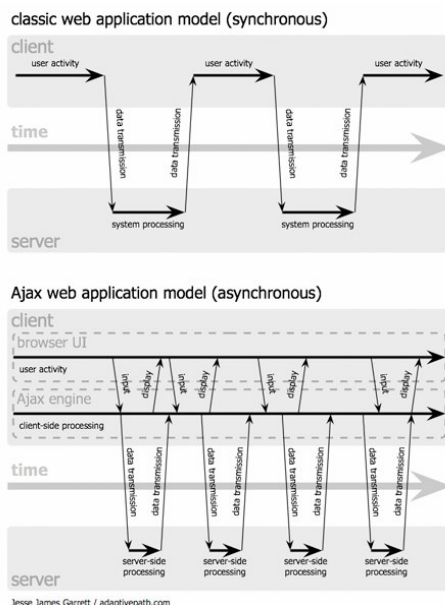 classic web application model (synchronous)
client
user activity
user activity
user activity
data transmission
data transmission
data transmission
data transmission
time
system processing
system processing
server
Ajax web application model (asynchronous)
client
browser UI
user activity
input
display
input
display
input
display
input
display
Ajax engine
client-side processing
data transmission
data transmission
data transmission
data transmission
data transmission
data transmission
data transmission
data transmission
time
server-side
processing
server-side
processing
server-side
processing
server-side
processing
server
Jesse James Garrett / adaptivepath.com